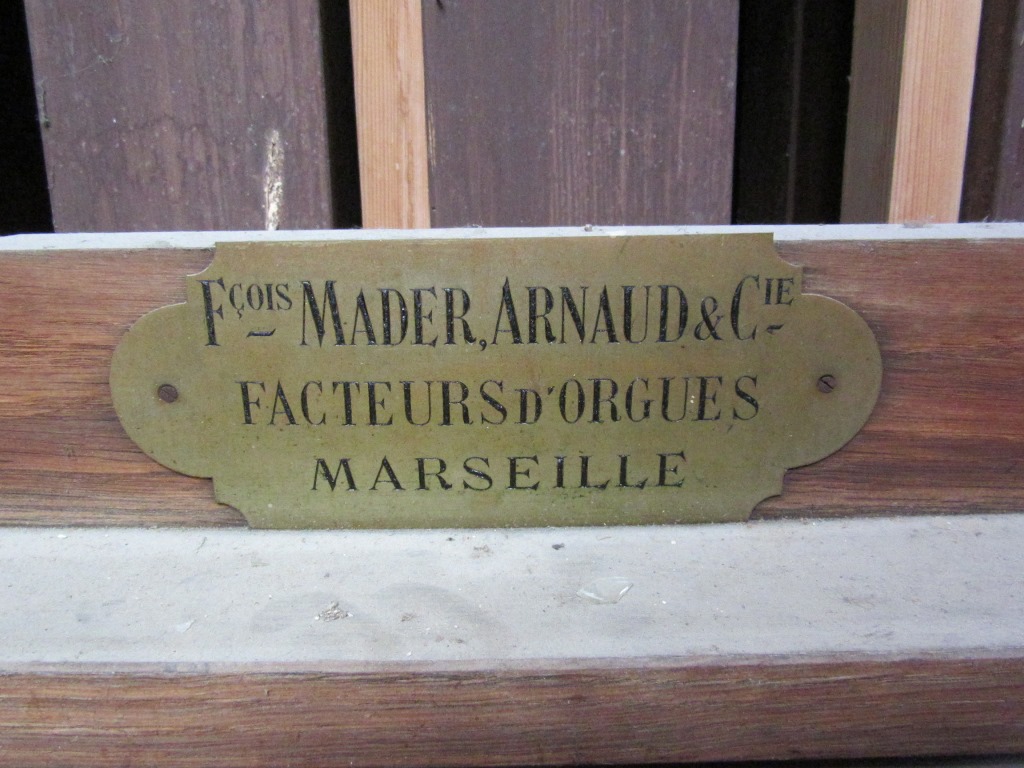 Fçois MADER, ARNAUD & CIE
FACTEURS D'ORGUES
MARSEILLE